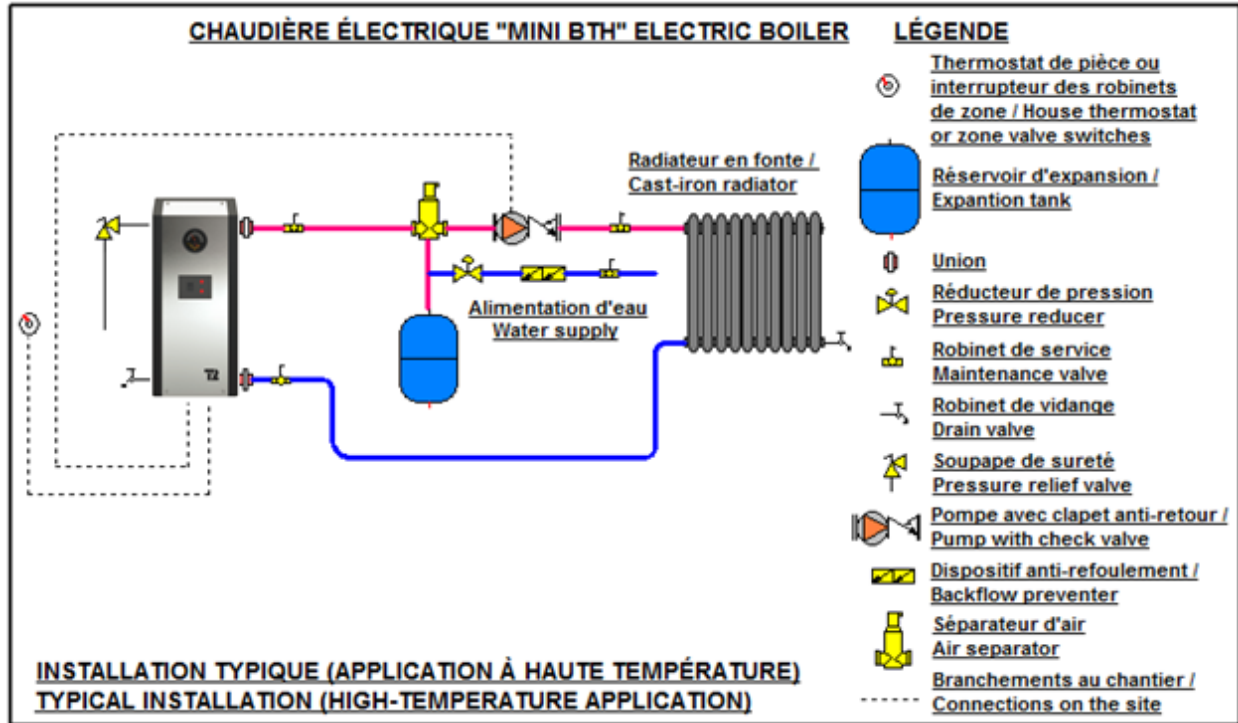 CHAUDIÈRE ÉLECTRIQUE "MINI BTH" ELECTRIC BOILER
LÉGENDE
Thermostat de pièce ou
interrupteur des robinets
de zone / House thermostat
or zone valve switches
Radiateur en fonte /
Cast-iron radiator
Réservoir d'expansion /
Expantion tank
Union
Alimentation d'eau
Water supply
Réducteur de pression
Pressure reducer
Robinet de service
Maintenance valve
T2
Robinet de vidange
Drain valve
Soupape de sureté
Pressure relief valve
Pompe avec clapet anti-retour /
Pump with check valve
Dispositif anti-refoulement /
Backflow preventer
Séparateur d'air
Air separator
Branchements au chantier /
Connections on the site
INSTALLATION TYPIQUE (APPLICATION À HAUTE TEMPÉRATURE)
TYPICAL INSTALLATION (HIGH-TEMPERATURE APPLICATION)